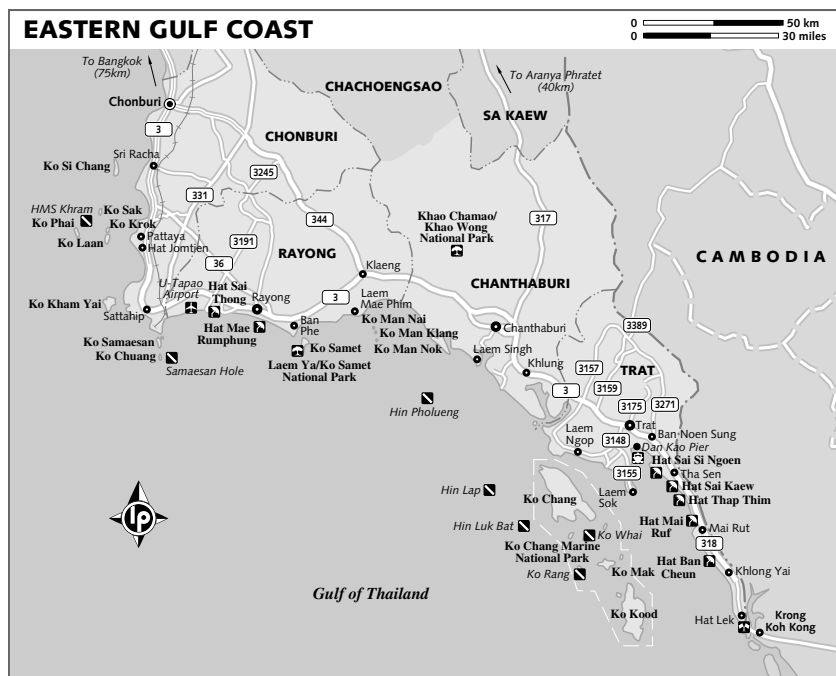 EASTERN GULF COAST
0 50 km
0 30 miles
To Bangkok
(75km)
To Aranya Phratet
(40km)
CHACHOENGSAO
SA KAEW
Chonburi
3
CHONBURI
Sri Racha
Ko Si Chang
3245
331
344
317
HMS Khram
Ko Phai
Ko Sak
Ko Krok
Ko Laan
Pattaya
Hat Jomtien
3191
36
RAYONG
Khao Chamao/
Khao Wong
National Park
CAMBODIA
Klaeng
CHANTHABURI
U-Tapao
Airport
Hat Sai
Thong
Rayong
3
Laem
Mae Phim
Ko Kham Yai
Sattahip
Hat Mae
Rumphung
Ban
Phe
Ko Man Nai
Ko Man Klang
Ko Man Nok
Chanthaburi
3389
Ko Samaesan
Ko Chuang
Samaesan Hole
Ko Samet
Laem Ya/Ko Samet
National Park
Laem Singh
Khlung
3157
TRAT
3159
3
3175
3271
Hin Pholueng
Trat
Laem
Ngop
3148
Ban Noen Sung
Dan Kao Pier
Hat Sai Si Ngoen
3155
Tha Sen
Hat Sai Kaew
Hat Thap Thim
Hin Lap
Ko Chang
Laem
Sok
LP
Hin Luk Bat
Ko Whai
Hat Mai
Ruf
Mai Rut
318
Ko Chang Marine
National Park
Ko Rang
Ko Mak
Hat Ban
Cheun
Khlong Yai
Gulf of Thailand
Ko Kood
Hat Lek
Krong
Koh Kong